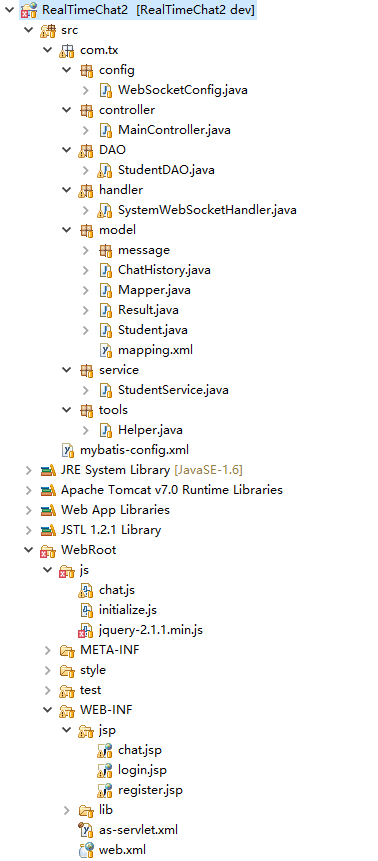 RealTimeChat2 [RealTimeChat2 dev]
src
com.tx
config
WebSocketConfig.java
controller
MainController.java
DAO
StudentDAO.java
handler
SystemWebSocketHandler.java
model
message
ChatHistory.java
Mapper.java
Result.java
Student.java
mapping.xml
service
StudentService.java
tools
Helper.java
mybatis-config.xml
JRE System Library [JavaSE-1.6]
Apache Tomcat v7.0 Runtime Libraries
Web App Libraries
JSTL 1.2.1 Library
WebRoot
js
chat.js
initialize.js
jquery-2.1.1.min.js
META-INF
style
test
WEB-INF
jsp
chat.jsp
login.jsp
register.jsp
lib
as-servlet.xml
web.xml